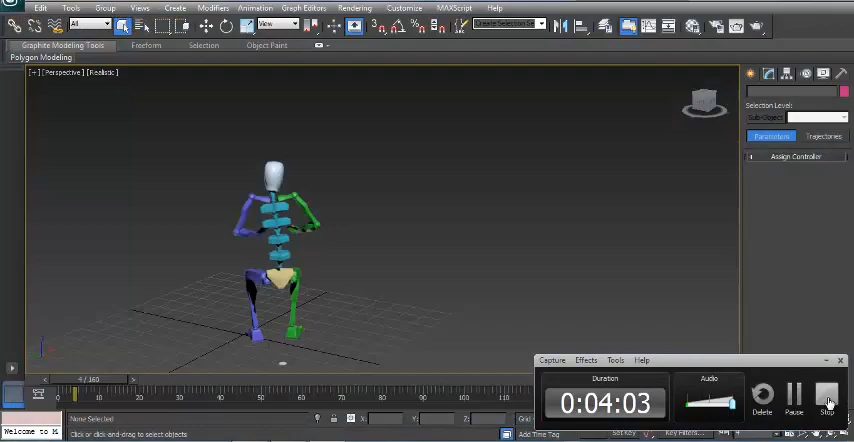 Edit Tools Group Views Create Modifiers Animation Graph Editors Rendering Customize MAXScript Help
All View Create Selection Se
Graphite Modeling Tools Freeform Selection Object Paint
Polygon Modeling
[+] [Perspective] [Realistic]
Selection Level:
Sub-Object
Parameters Trajectories
Assign Controller
4 / 160
Capture Effects Tools Help
Duration Audio
0:04:03
Delete Pause Stop
0 10 20 30 40 50 60 70 80 90
None Selected X: Y: Z: Grid
Welcome to M Click or click-and-drag to select objects Add Time Tag Set Key Key Filters...